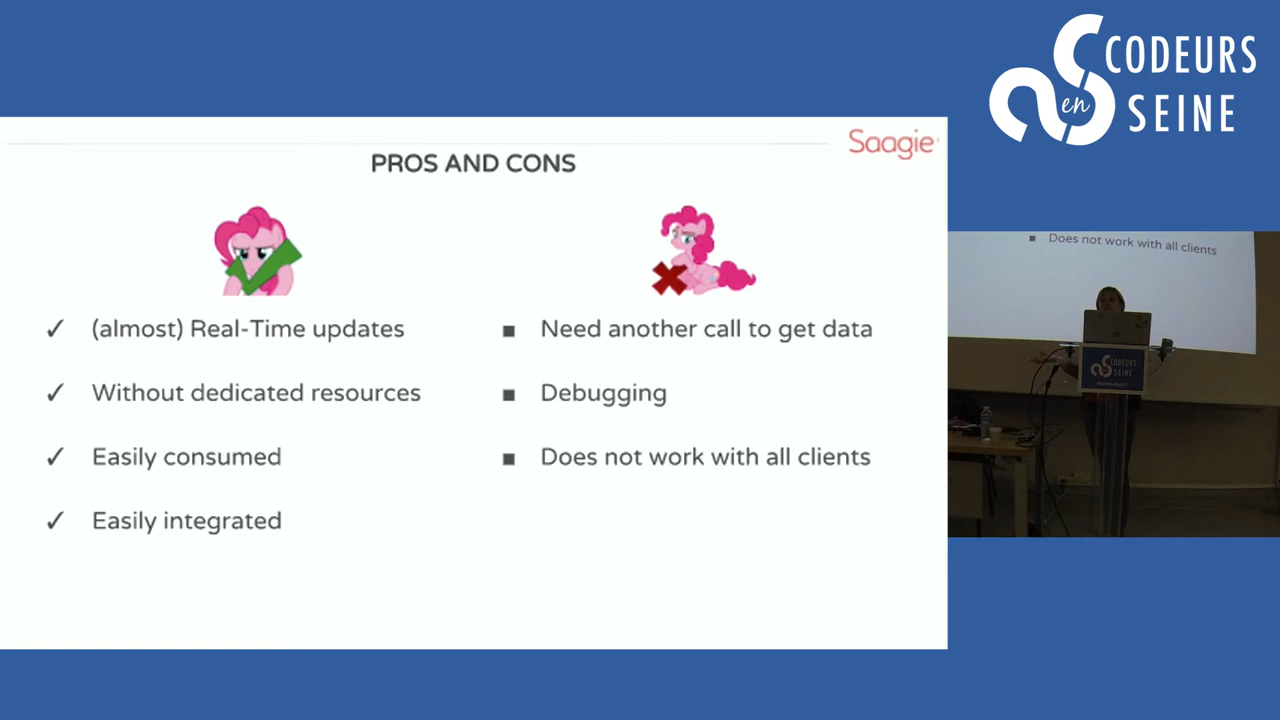 CODEURS
en
SEINE
Saagie
PROS AND CONS
✓ (almost) Real-Time updates
✓ Without dedicated resources
✓ Easily consumed
✓ Easily integrated
■ Need another call to get data
■ Debugging
■ Does not work with all clients
■ Does not work with all clients
CODEURS
SEINE